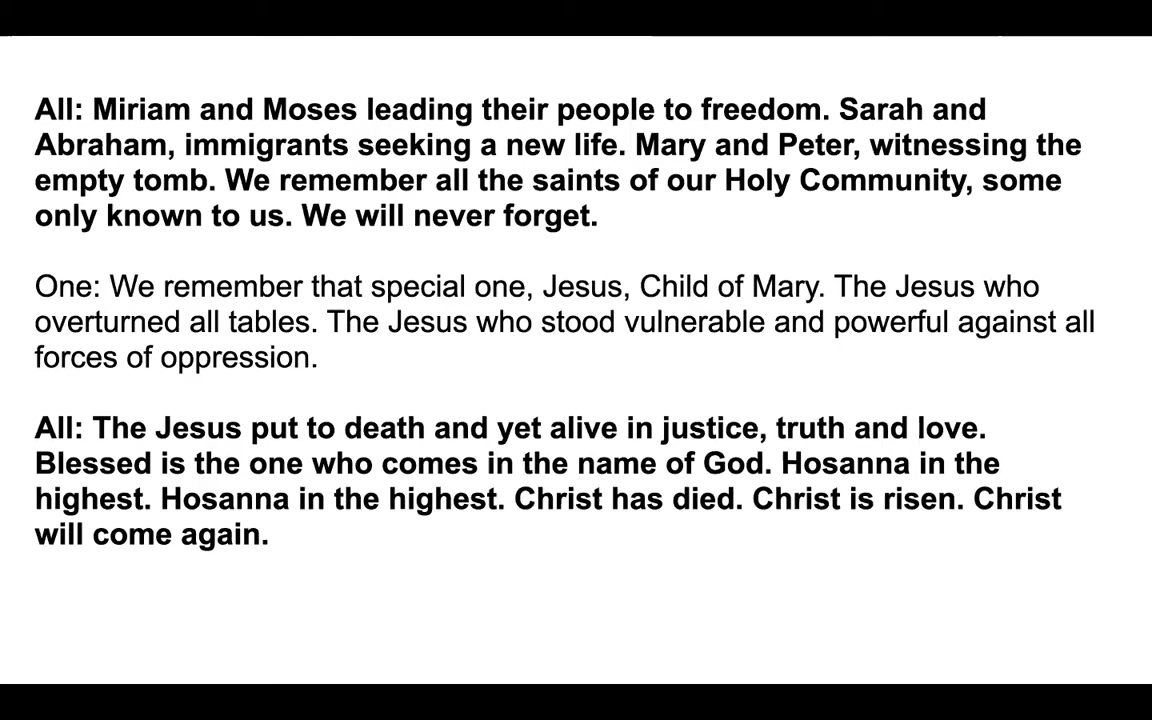 All: Miriam and Moses leading their people to freedom. Sarah and
Abraham, immigrants seeking a new life. Mary and Peter, witnessing the
empty tomb. We remember all the saints of our Holy Community, some
only known to us. We will never forget.
One: We remember that special one, Jesus, Child of Mary. The Jesus who
overturned all tables. The Jesus who stood vulnerable and powerful against all
forces of oppression.
All: The Jesus put to death and yet alive in justice, truth and love.
Blessed is the one who comes in the name of God. Hosanna in the
highest. Hosanna in the highest. Christ has died. Christ is risen. Christ
will come again.